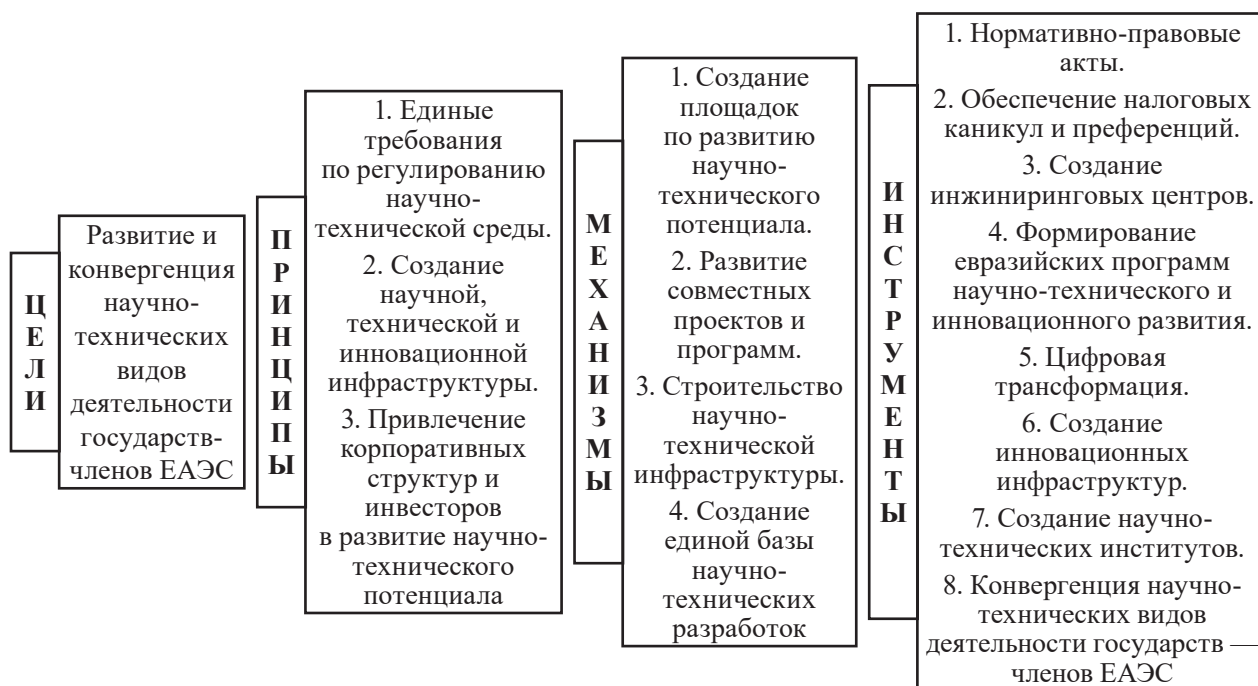 ЦЕЛИ
Развитие и
конвергенция
научно-
технических
видов
деятельности
государств-
членов ЕАЭС
ПРИНЦИПЫ
1. Единые
требования
по регулированию
научно-
технической среды.
2. Создание
научной,
технической и
инновационной
инфраструктуры.
3. Привлечение
корпоративных
структур и
инвесторов
в развитие научно-
технического
потенциала
МЕХАНИЗМЫ
1. Создание
площадок
по развитию
научно-
технического
потенциала.
2. Развитие
совместных
проектов и
программ.
3. Строительство
научно-
технической
инфраструктуры.
4. Создание
единой базы
научно-
технических
разработок
ИНСТРУМЕНТЫ
1. Нормативно-правовые
акты.
2. Обеспечение налоговых
каникул и преференций.
3. Создание
инжиниринговых центров.
4. Формирование
евразийских программ
научно-технического и
инновационного развития.
5. Цифровая
трансформация.
6. Создание
инновационных
инфраструктур.
7. Создание научно-
технических институтов.
8. Конвергенция научно-
технических видов
деятельности государств —
членов ЕАЭС